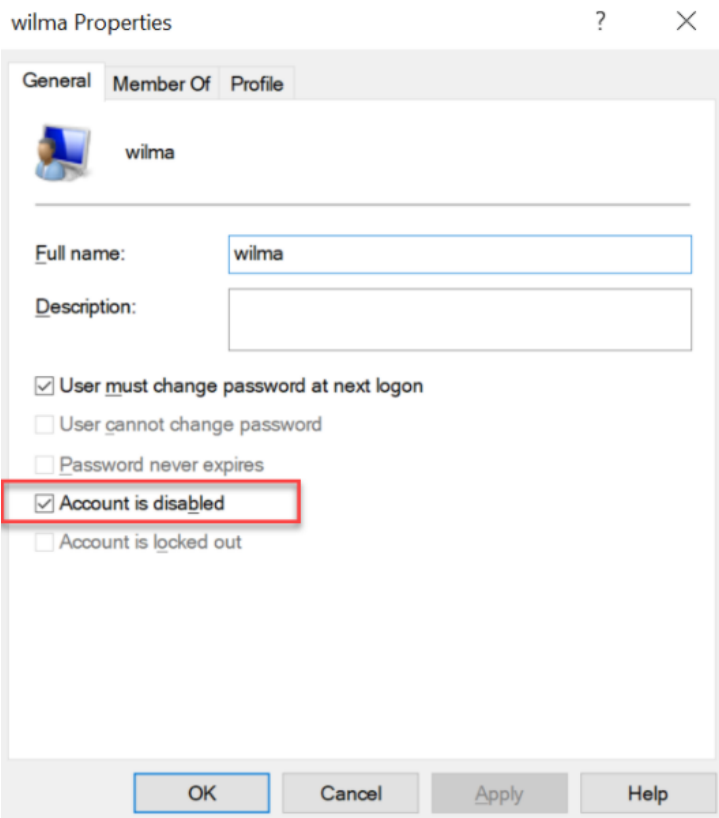 wilma Properties ?
General Member Of Profile
wilma
Full name: wilma
Description:
User must change password at next logon
User cannot change password
Password never expires
Account is disabled
Account is locked out
OK Cancel Apply Help